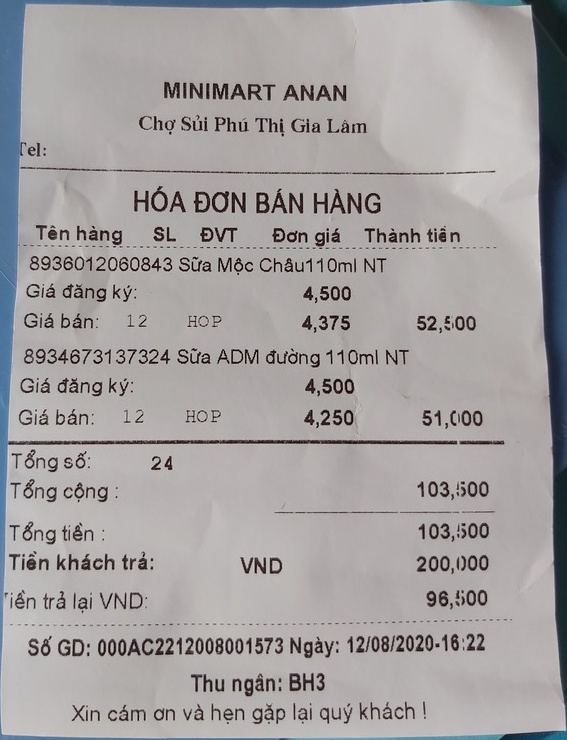 MINIMART ANAN
Chợ Sủi Phú Thị Gia Lâm
Tel:
HÓA ĐƠN BÁN HÀNG
Tên hàng SL ĐVT Đơn giá Thành tiền
8936012060843 Sữa Mộc Châu110ml NT
Giá đăng ký: 4,500
Giá bán: 12 HOP 4,375 52,500
8934673137324 Sữa ADM đường 110ml NT
Giá đăng ký: 4,500
Giá bán: 12 HOP 4,250 51,000
Tổng số: 24
Tổng cộng : 103,500
Tổng tiền : 103,500
Tiền khách trả: VND 200,000
Tiền trả lại VND: 96,500
Số GD: 000AC2212008001573 Ngày: 12/08/2020-16:22
Thu ngân: BH3
Xin cám ơn và hẹn gặp lại quý khách !